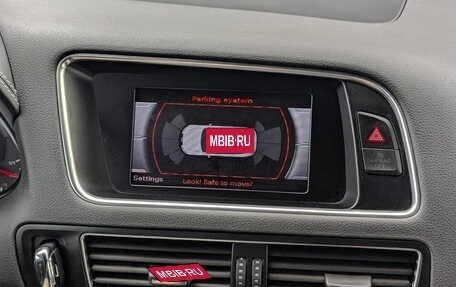 Parking system
MBIB.RU
Settings
Look! Safe to move?
MBIB.RU